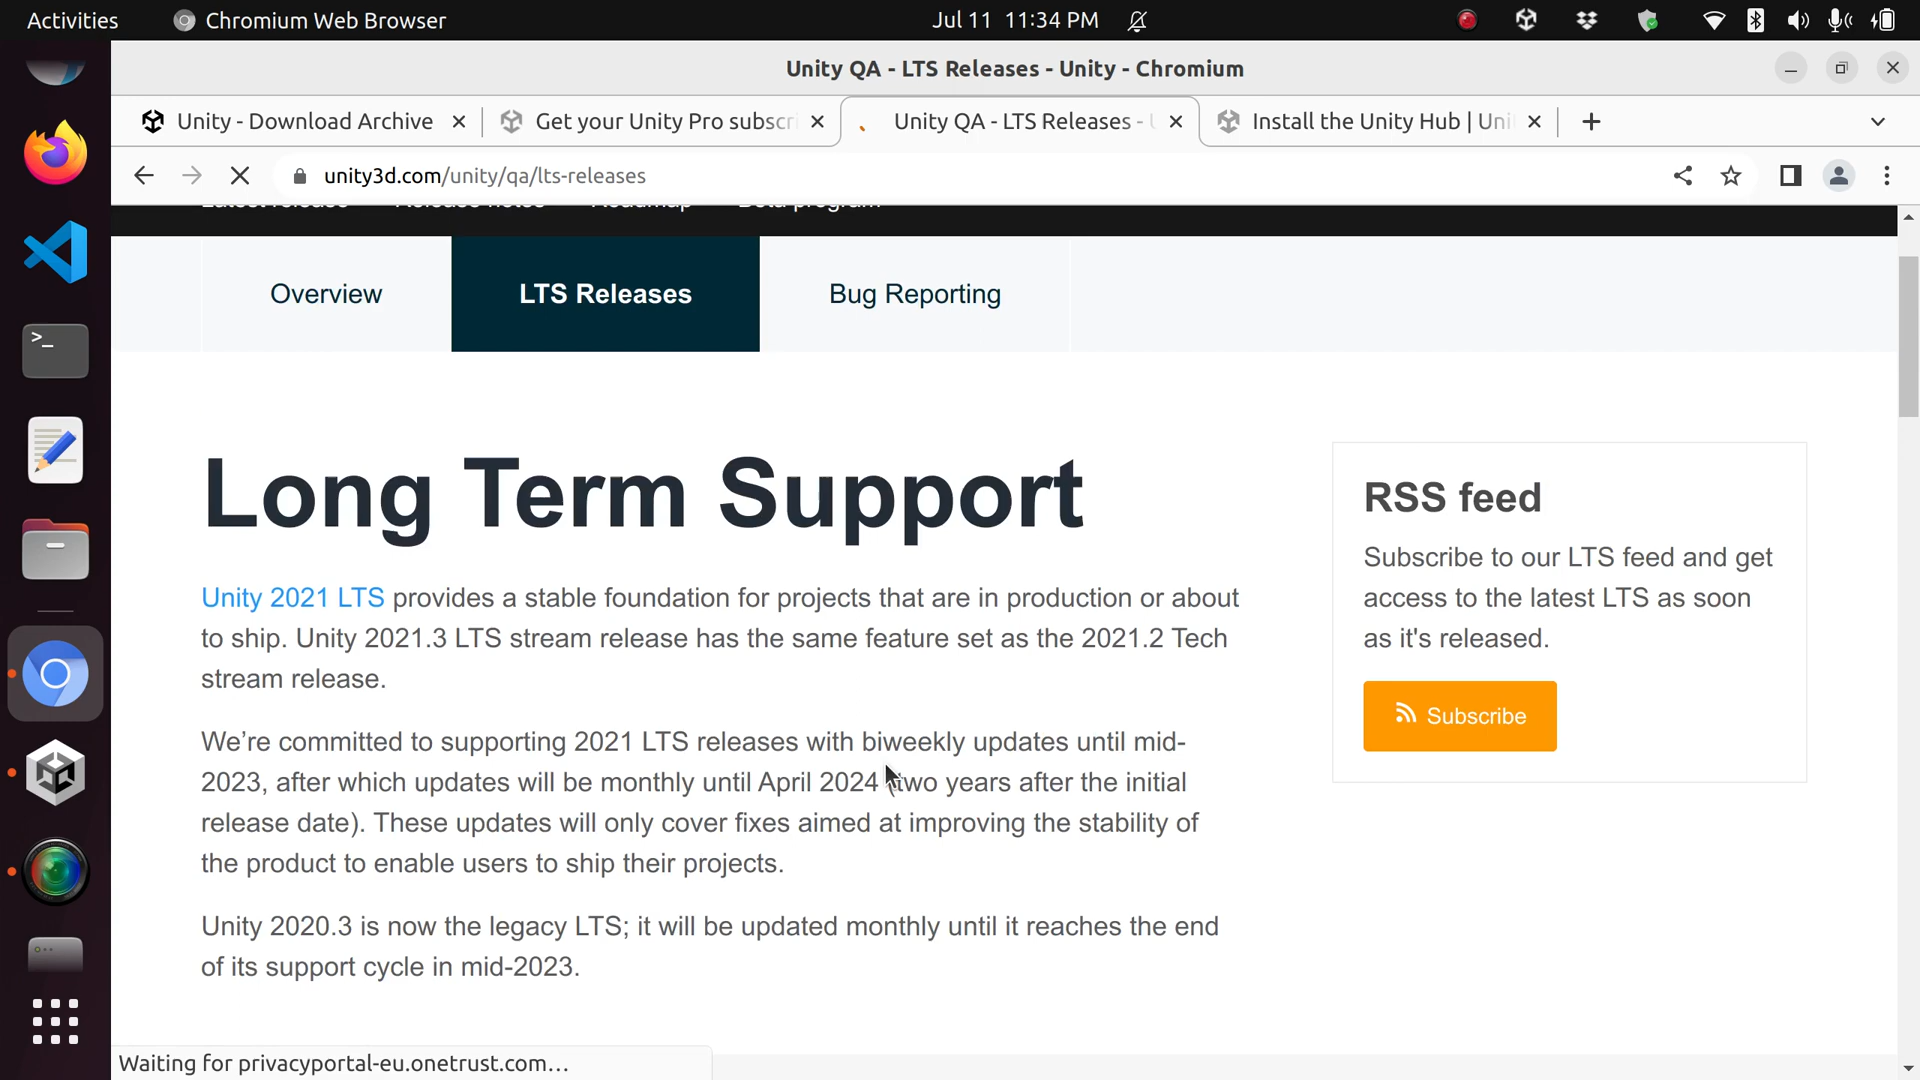 Activities
Chromium Web Browser
Jul 11 11:34 PM
Unity QA - LTS Releases - Unity - Chromium
Unity - Download Archive
Get your Unity Pro subscri
Unity QA - LTS Releases -
Install the Unity Hub | Uni
unity3d.com/unity/qa/lts-releases
Latest release
Release notes
Roadmap
Beta program
Overview
LTS Releases
Bug Reporting
Long Term Support
Unity 2021 LTS provides a stable foundation for projects that are in production or about
to ship. Unity 2021.3 LTS stream release has the same feature set as the 2021.2 Tech
stream release.
We’re committed to supporting 2021 LTS releases with biweekly updates until mid-
2023, after which updates will be monthly until April 2024 (two years after the initial
release date). These updates will only cover fixes aimed at improving the stability of
the product to enable users to ship their projects.
Unity 2020.3 is now the legacy LTS; it will be updated monthly until it reaches the end
of its support cycle in mid-2023.
RSS feed
Subscribe to our LTS feed and get
access to the latest LTS as soon
as it's released.
Subscribe
Waiting for privacyportal-eu.onetrust.com...